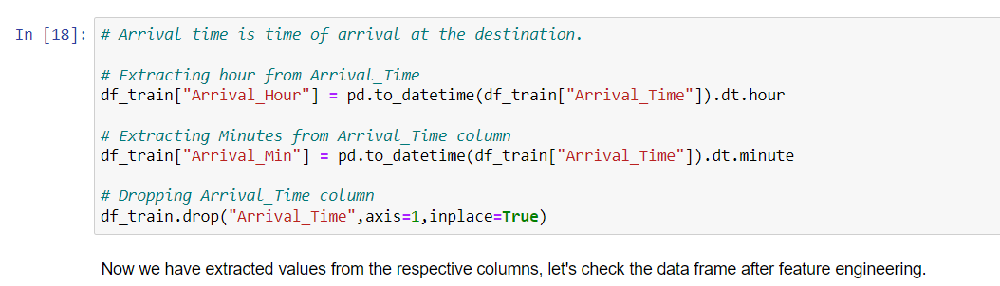 In [18]: # Arrival time is time of arrival at the destination.
# Extracting hour from Arrival_Time
df_train["Arrival_Hour"] = pd.to_datetime(df_train["Arrival_Time"]).dt.hour
# Extracting Minutes from Arrival_Time column
df_train["Arrival_Min"] = pd.to_datetime(df_train["Arrival_Time"]).dt.minute
# Dropping Arrival_Time column
df_train.drop("Arrival_Time",axis=1,inplace=True)
Now we have extracted values from the respective columns, let's check the data frame after feature engineering.